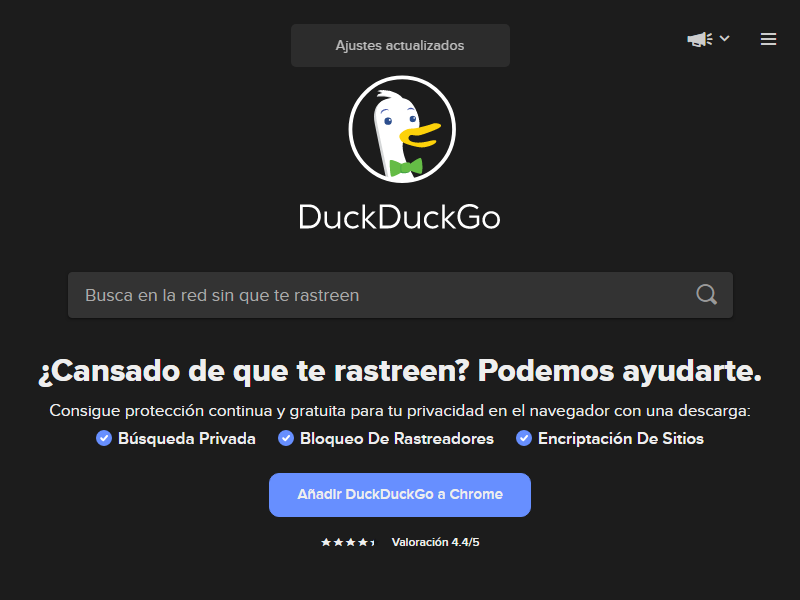 Ajustes actualizados
DuckDuckGo
Busca en la red sin que te rastreen
¿Cansado de que te rastreen? Podemos ayudarte.
Consigue protección continua y gratuita para tu privacidad en el navegador con una descarga:
Búsqueda Privada Bloqueo De Rastreadores Encriptación De Sitios
Añadir DuckDuckGo a Chrome
Valoración 4.4/5